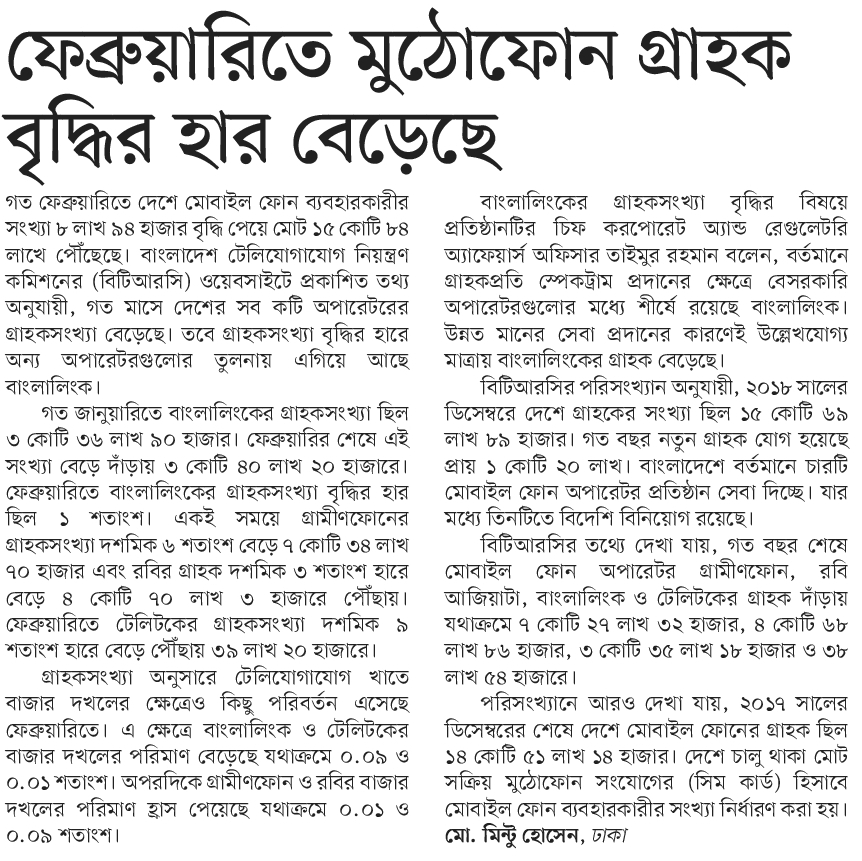 ফেব্রুয়ারিতে মুঠোফোন গ্রাহক
বৃদ্ধির হার বেড়েছে
গত ফেব্রুয়ারিতে দেশে মোবাইল ফোন ব্যবহারকারীর
সংখ্যা ৮ লাখ ৯৪ হাজার বৃদ্ধি পেয়ে মোট ১৫ কোটি ৮৪
লাখে পৌঁছেছে। বাংলাদেশ টেলিযোগাযোগ নিয়ন্ত্রণ
কমিশনের (বিটিআরসি) ওয়েবসাইটে প্রকাশিত তথ্য
অনুযায়ী, গত মাসে দেশের সব কটি অপারেটরের
গ্রাহকসংখ্যা বেড়েছে। তবে গ্রাহকসংখ্যা বৃদ্ধির হারে
অন্য অপারেটরগুলোর তুলনায় এগিয়ে আছে
বাংলালিংক।
গত জানুয়ারিতে বাংলালিংকের গ্রাহকসংখ্যা ছিল
৩ কোটি ৩৬ লাখ ৯০ হাজার। ফেব্রুয়ারির শেষে এই
সংখ্যা বেড়ে দাঁড়ায় ৩ কোটি ৪০ লাখ ২০ হাজারে।
ফেব্রুয়ারিতে বাংলালিংকের গ্রাহকসংখ্যা বৃদ্ধির হার
ছিল ১ শতাংশ। একই সময়ে গ্রামীণফোনের
গ্রাহকসংখ্যা দশমিক ৬ শতাংশ বেড়ে ৭ কোটি ৩৪ লাখ
৭০ হাজার এবং রবির গ্রাহক দশমিক ৩ শতাংশ হারে
বেড়ে ৪ কোটি ৭০ লাখ ৩ হাজারে পৌঁছায়।
ফেব্রুয়ারিতে টেলিটকের গ্রাহকসংখ্যা দশমিক ৯
শতাংশ হারে বেড়ে পৌঁছায় ৩৯ লাখ ২০ হাজারে।
গ্রাহকসংখ্যা অনুসারে টেলিযোগাযোগ খাতে
বাজার দখলের ক্ষেত্রেও কিছু পরিবর্তন এসেছে
ফেব্রুয়ারিতে। এ ক্ষেত্রে বাংলালিংক ও টেলিটকের
বাজার দখলের পরিমাণ বেড়েছে যথাক্রমে ০.০৯ ও
০.০১ শতাংশ। অপরদিকে গ্রামীণফোন ও রবির বাজার
দখলের পরিমাণ হ্রাস পেয়েছে যথাক্রমে ০.০১ ও
০.০৯ শতাংশ।
বাংলালিংকের গ্রাহকসংখ্যা বৃদ্ধির বিষয়ে
প্রতিষ্ঠানটির চিফ করপোরেট অ্যান্ড রেগুলেটরি
অ্যাফেয়ার্স অফিসার তাইমুর রহমান বলেন, বর্তমানে
গ্রাহকপ্রতি স্পেকট্রাম প্রদানের ক্ষেত্রে বেসরকারি
অপারেটরগুলোর মধ্যে শীর্ষে রয়েছে বাংলালিংক।
উন্নত মানের সেবা প্রদানের কারণেই উল্লেখযোগ্য
মাত্রায় বাংলালিংকের গ্রাহক বেড়েছে।
বিটিআরসির পরিসংখ্যান অনুযায়ী, ২০১৮ সালের
ডিসেম্বরে দেশে গ্রাহকের সংখ্যা ছিল ১৫ কোটি ৬৯
লাখ ৮৯ হাজার। গত বছর নতুন গ্রাহক যোগ হয়েছে
প্রায় ১ কোটি ২০ লাখ। বাংলাদেশে বর্তমানে চারটি
মোবাইল ফোন অপারেটর প্রতিষ্ঠান সেবা দিচ্ছে। যার
মধ্যে তিনটিতে বিদেশি বিনিয়োগ রয়েছে।
বিটিআরসির তথ্যে দেখা যায়, গত বছর শেষে
মোবাইল ফোন অপারেটর গ্রামীণফোন, রবি
আজিয়াটা, বাংলালিংক ও টেলিটকের গ্রাহক দাঁড়ায়
যথাক্রমে ৭ কোটি ২৭ লাখ ৩২ হাজার, ৪ কোটি ৬৮
লাখ ৮৬ হাজার, ৩ কোটি ৩৫ লাখ ১৮ হাজার ও ৩৮
লাখ ৫৪ হাজারে।
পরিসংখ্যানে আরও দেখা যায়, ২০১৭ সালের
ডিসেম্বরের শেষে দেশে মোবাইল ফোনের গ্রাহক ছিল
১৪ কোটি ৫১ লাখ ১৪ হাজার। দেশে চালু থাকা মোট
সক্রিয় মুঠোফোন সংযোগের (সিম কার্ড) হিসাবে
মোবাইল ফোন ব্যবহারকারীর সংখ্যা নির্ধারণ করা হয়।
মো. মিন্টু হোসেন, ঢাকা